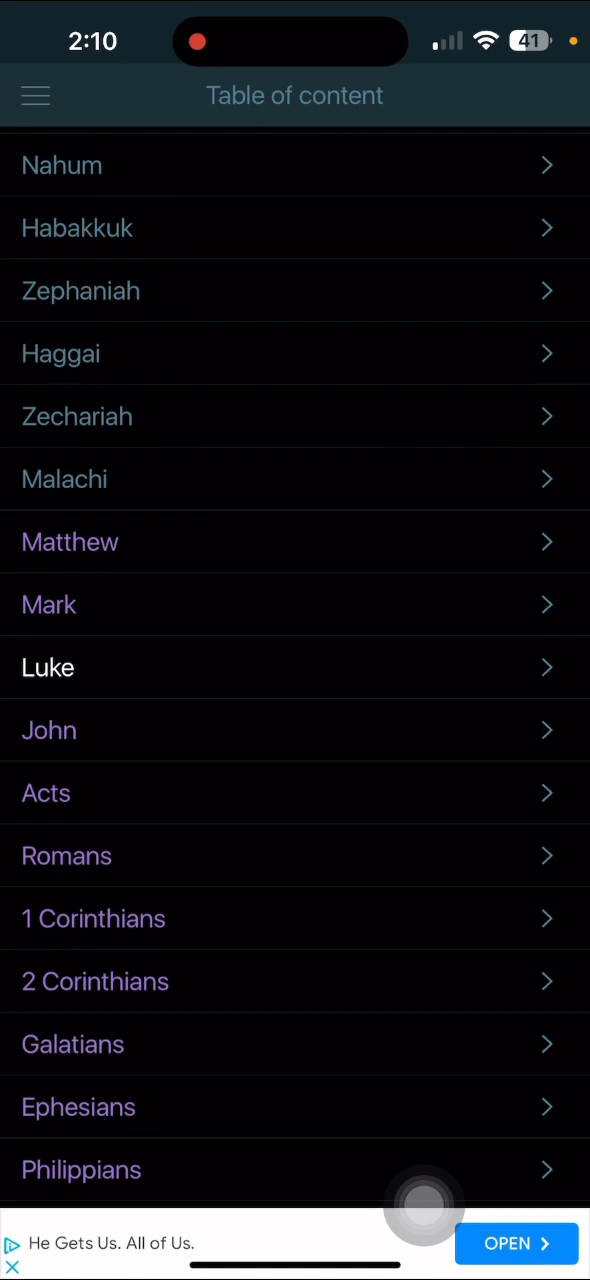 2:10
41
Table of content
Nahum
Habakkuk
Zephaniah
Haggai
Zechariah
Malachi
Matthew
Mark
Luke
John
Acts
Romans
1 Corinthians
2 Corinthians
Galatians
Ephesians
Philippians
He Gets Us. All of Us.
OPEN